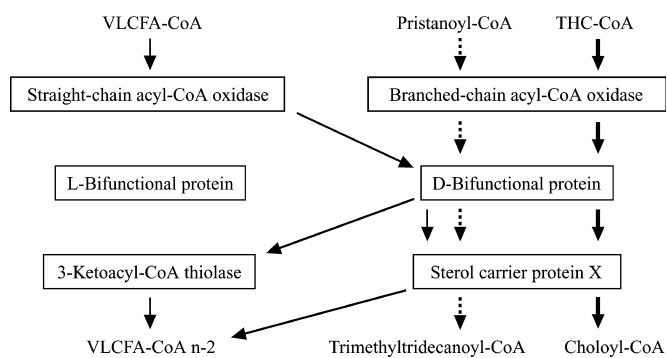 VLCFA-CoA
Pristanoyl-CoA
THC-CoA
Straight-chain acyl-CoA oxidase
Branched-chain acyl-CoA oxidase
L-Bifunctional protein
D-Bifunctional protein
3-Ketoacyl-CoA thiolase
Sterol carrier protein X
VLCFA-CoA n-2
Trimethyltridecanoyl-CoA
Choloyl-CoA